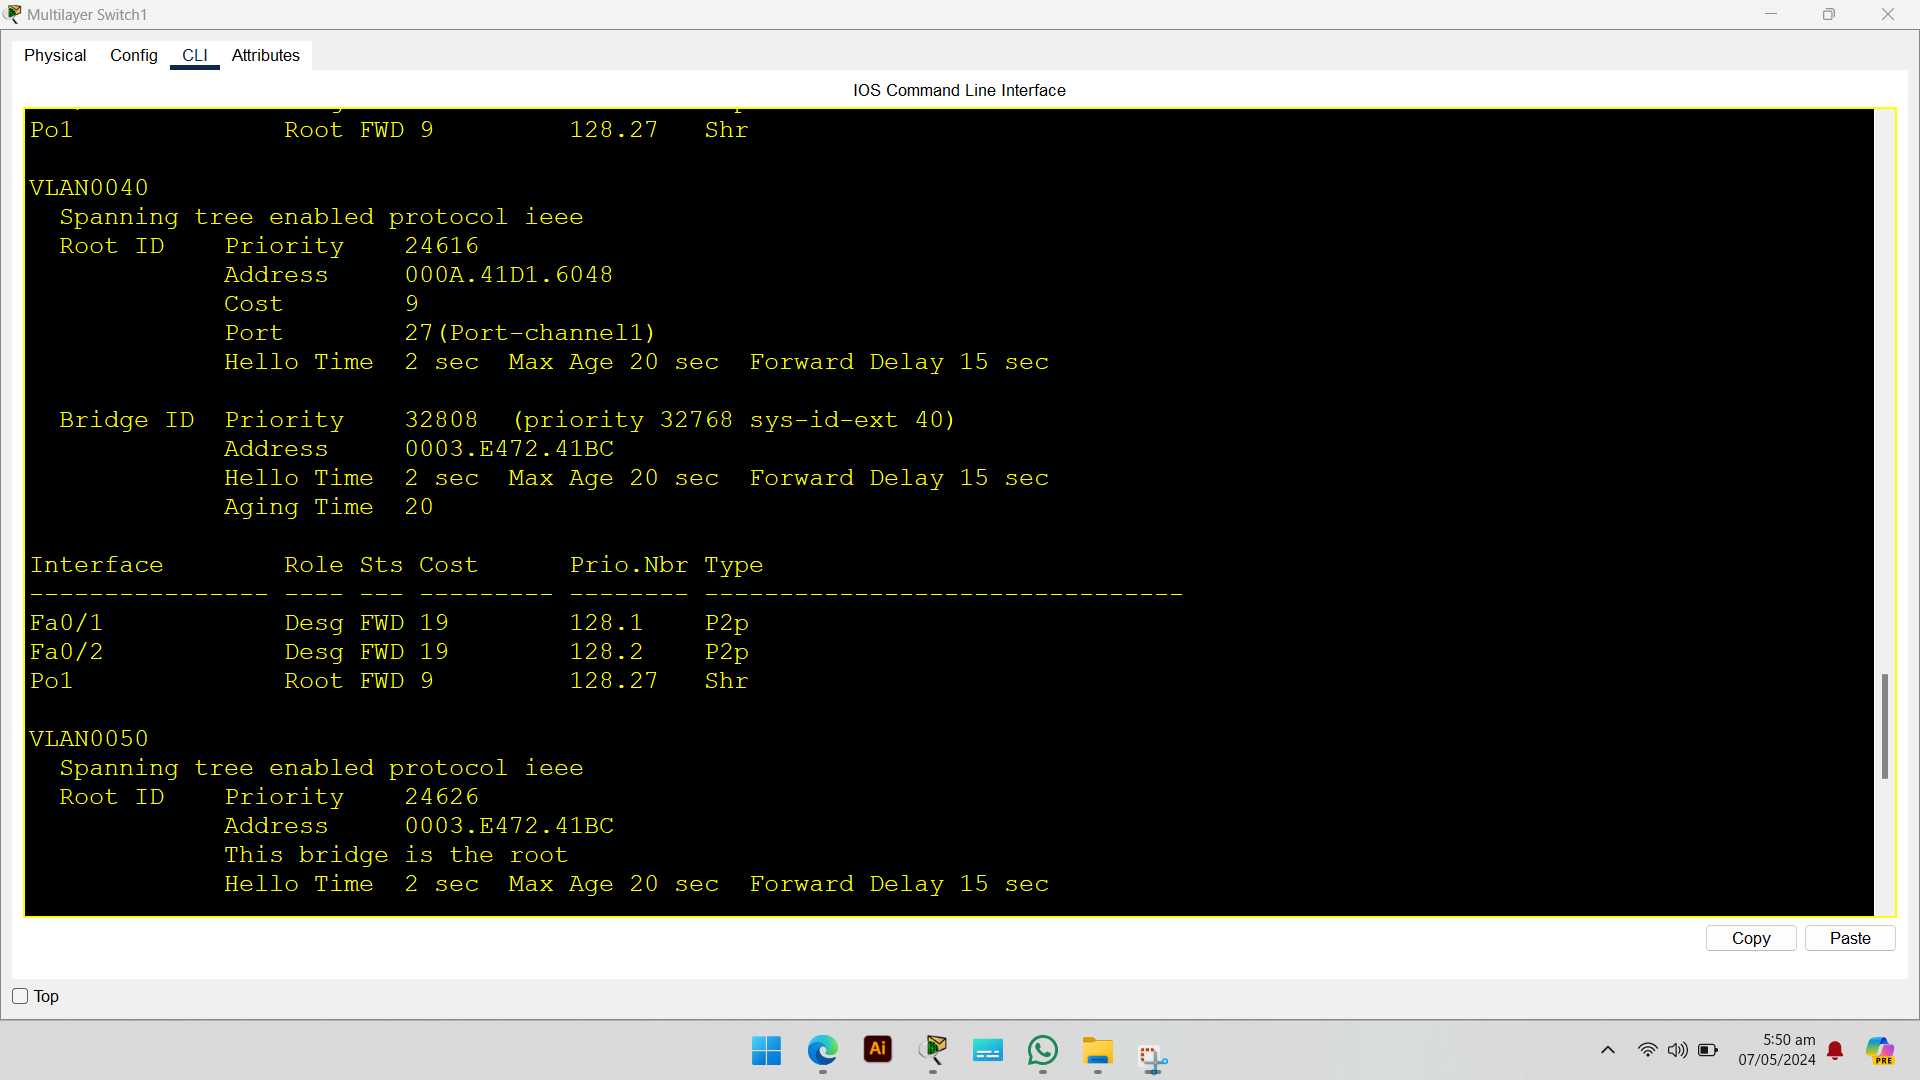 Multilayer Switch1
Physical Config CLI Attributes
IOS Command Line Interface
Po1              Root FWD 9         128.27   Shr
VLAN0040
  Spanning tree enabled protocol ieee
  Root ID    Priority    24616
             Address     000A.41D1.6048
             Cost        9
             Port        27(Port-channel1)
             Hello Time  2 sec  Max Age 20 sec  Forward Delay 15 sec
  Bridge ID  Priority    32808  (priority 32768 sys-id-ext 40)
             Address     0003.E472.41BC
             Hello Time  2 sec  Max Age 20 sec  Forward Delay 15 sec
             Aging Time  20
Interface        Role Sts Cost      Prio.Nbr Type
---------------- ---- --- --------- -------- --------------------------------
Fa0/1            Desg FWD 19        128.1    P2p
Fa0/2            Desg FWD 19        128.2    P2p
Po1              Root FWD 9         128.27   Shr
VLAN0050
  Spanning tree enabled protocol ieee
  Root ID    Priority    24626
             Address     0003.E472.41BC
             This bridge is the root
             Hello Time  2 sec  Max Age 20 sec  Forward Delay 15 sec
Copy Paste
Top
Ai
5:50 am
07/05/2024
PRE